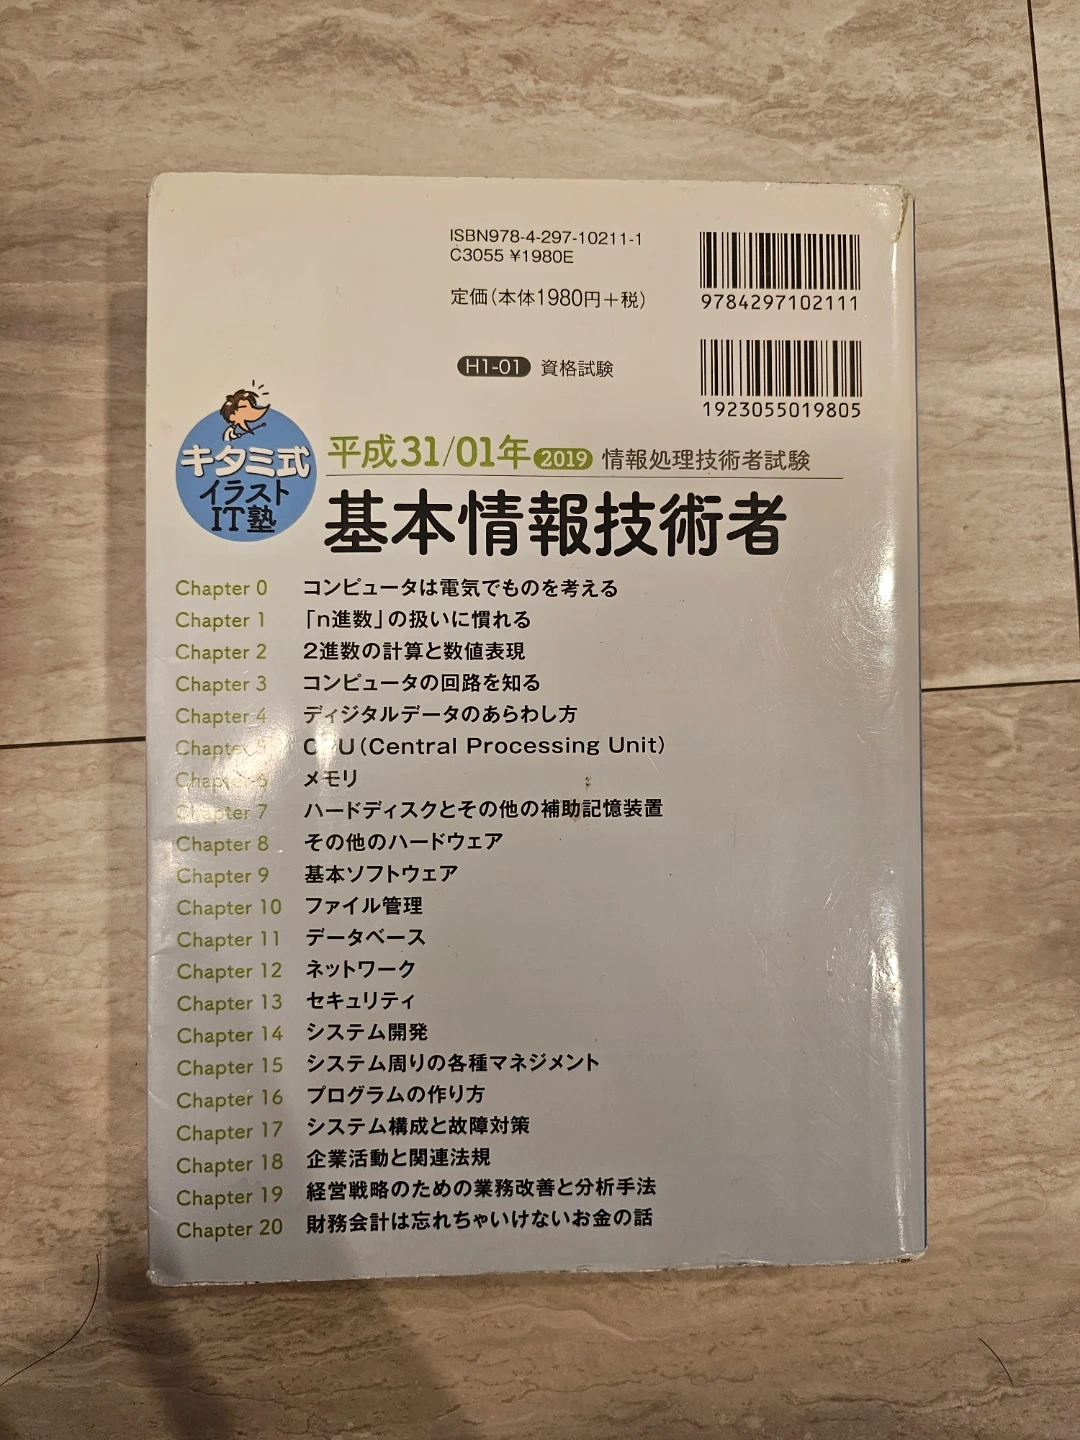 ISBN978-4-297-10211-1
C3055 ¥1980E
定価(本体1980円+税)
9784297102111
H1-01 資格試験
1923055019805
キタミ式
イラスト
IT塾
平成31/01年 2019 情報処理技術者試験
基本情報技術者
Chapter 0 コンピュータは電気でものを考える
Chapter 1 「n進数」の扱いに慣れる
Chapter 2 2進数の計算と数値表現
Chapter 3 コンピュータの回路を知る
Chapter 4 ディジタルデータのあらわし方
Chapter 5 CPU(Central Processing Unit)
Chapter 6 メモリ
Chapter 7 ハードディスクとその他の補助記憶装置
Chapter 8 その他のハードウェア
Chapter 9 基本ソフトウェア
Chapter 10 ファイル管理
Chapter 11 データベース
Chapter 12 ネットワーク
Chapter 13 セキュリティ
Chapter 14 システム開発
Chapter 15 システム周りの各種マネジメント
Chapter 16 プログラムの作り方
Chapter 17 システム構成と故障対策
Chapter 18 企業活動と関連法規
Chapter 19 経営戦略のための業務改善と分析手法
Chapter 20 財務会計は忘れちゃいけないお金の話